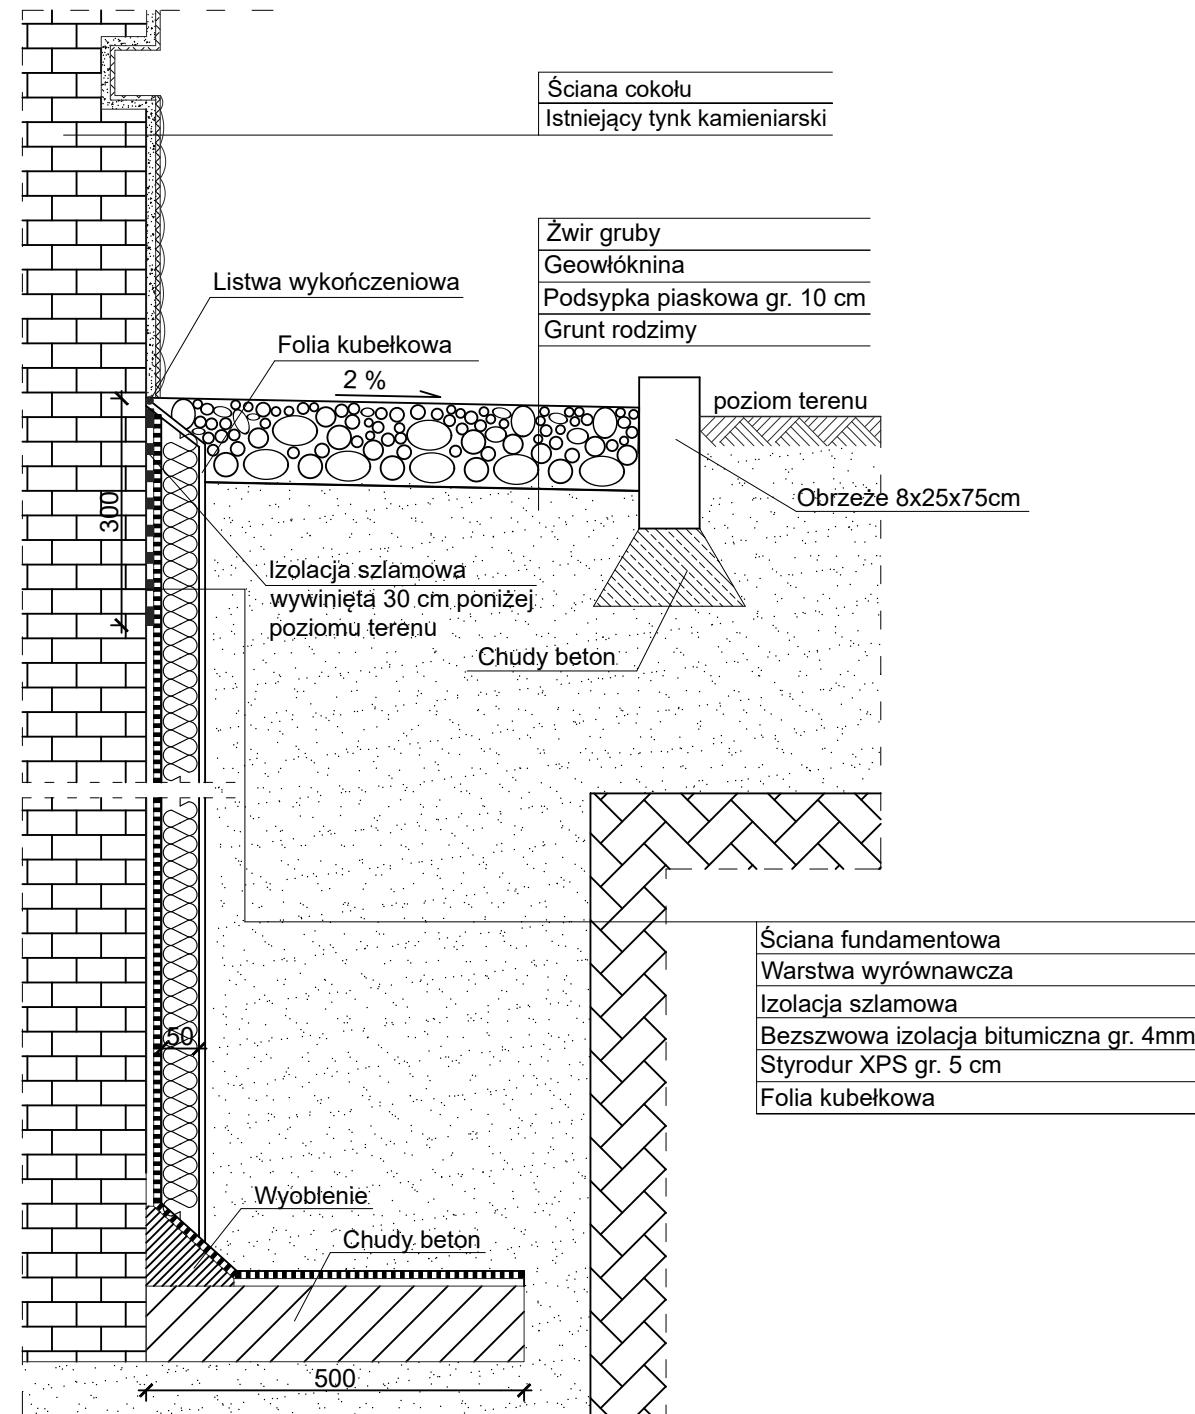 Ściana cokołu
Istniejący tynk kamieniarski
Żwir gruby
Geowłóknina
Podsypka piaskowa gr. 10 cm
Grunt rodzimy
Listwa wykończeniowa
Folia kubełkowa
2 %
poziom terenu
Obrzeże 8x25x75cm
300
Izolacja szlamowa
wywinięta 30 cm poniżej
poziomu terenu
Chudy beton
Ściana fundamentowa
Warstwa wyrównawcza
Izolacja szlamowa
Bezszwowa izolacja bitumiczna gr. 4mm
Styrodur XPS gr. 5 cm
Folia kubełkowa
50
Wyoblenie
Chudy beton
500